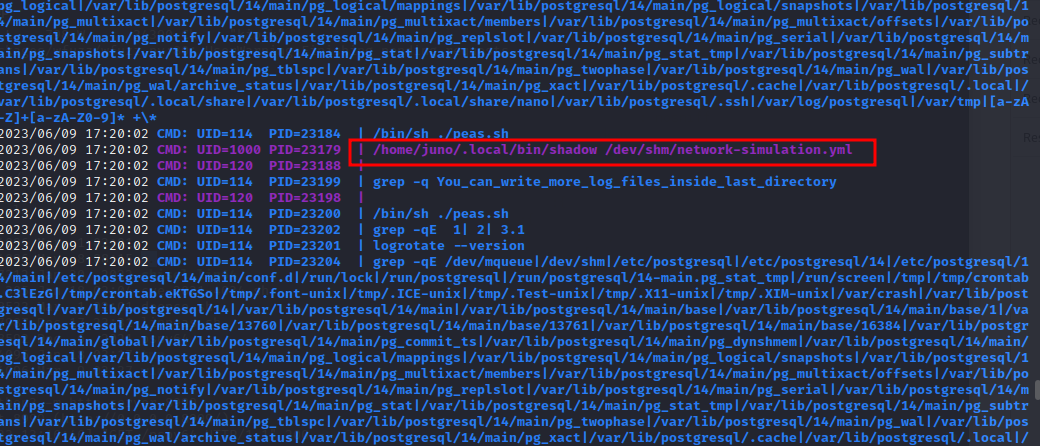 pg_logical|/var/lib/postgresql/14/main/pg_logical/mappings|/var/lib/postgresql/14/main/pg_logical/snapshots|/var/lib/postgresql/1
4/main/pg_multixact|/var/lib/postgresql/14/main/pg_multixact/members|/var/lib/postgresql/14/main/pg_multixact/offsets|/var/lib/po
stgresql/14/main/pg_notify|/var/lib/postgresql/14/main/pg_replslot|/var/lib/postgresql/14/main/pg_serial|/var/lib/postgresql/14/m
ain/pg_snapshots|/var/lib/postgresql/14/main/pg_stat|/var/lib/postgresql/14/main/pg_stat_tmp|/var/lib/postgresql/14/main/pg_subtr
ans|/var/lib/postgresql/14/main/pg_tblspc|/var/lib/postgresql/14/main/pg_twophase|/var/lib/postgresql/14/main/pg_wal|/var/lib/pos
tgresql/14/main/pg_wal/archive_status|/var/lib/postgresql/14/main/pg_xact|/var/lib/postgresql/.cache|/var/lib/postgresql/.local|/
var/lib/postgresql/.local/share|/var/lib/postgresql/.local/share/nano|/var/lib/postgresql/.ssh|/var/log/postgresql|/var/tmp|[a-zA
-Z]+[a-zA-Z0-9]* +\*
2023/06/09 17:20:02 CMD: UID=114 PID=23184 | /bin/sh ./peas.sh
2023/06/09 17:20:02 CMD: UID=1000 PID=23179 | /home/juno/.local/bin/shadow /dev/shm/network-simulation.yml
2023/06/09 17:20:02 CMD: UID=120 PID=23188 |
2023/06/09 17:20:02 CMD: UID=114 PID=23199 | grep -q You_can_write_more_log_files_inside_last_directory
2023/06/09 17:20:02 CMD: UID=120 PID=23198 |
2023/06/09 17:20:02 CMD: UID=114 PID=23200 | /bin/sh ./peas.sh
2023/06/09 17:20:02 CMD: UID=114 PID=23202 | grep -qE 1| 2| 3.1
2023/06/09 17:20:02 CMD: UID=114 PID=23201 | logrotate --version
2023/06/09 17:20:02 CMD: UID=114 PID=23204 | grep -qE /dev/mqueue|/dev/shm|/etc/postgresql|/etc/postgresql/14|/etc/postgresql/1
4/main|/etc/postgresql/14/main/conf.d|/run/lock|/run/postgresql|/run/postgresql/14-main.pg_stat_tmp|/run/screen|/tmp|/tmp/crontab
.C3lEzG|/tmp/crontab.eKTGSo|/tmp/.font-unix|/tmp/.ICE-unix|/tmp/.Test-unix|/tmp/.X11-unix|/tmp/.XIM-unix|/var/crash|/var/lib/post
gresql|/var/lib/postgresql/14|/var/lib/postgresql/14/main|/var/lib/postgresql/14/main/base|/var/lib/postgresql/14/main/base/1|/va
r/lib/postgresql/14/main/base/13760|/var/lib/postgresql/14/main/base/13761|/var/lib/postgresql/14/main/base/16384|/var/lib/postgr
esql/14/main/global|/var/lib/postgresql/14/main/pg_commit_ts|/var/lib/postgresql/14/main/pg_dynshmem|/var/lib/postgresql/14/main/
pg_logical|/var/lib/postgresql/14/main/pg_logical/mappings|/var/lib/postgresql/14/main/pg_logical/snapshots|/var/lib/postgresql/1
4/main/pg_multixact|/var/lib/postgresql/14/main/pg_multixact/members|/var/lib/postgresql/14/main/pg_multixact/offsets|/var/lib/po
stgresql/14/main/pg_notify|/var/lib/postgresql/14/main/pg_replslot|/var/lib/postgresql/14/main/pg_serial|/var/lib/postgresql/14/m
ain/pg_snapshots|/var/lib/postgresql/14/main/pg_stat|/var/lib/postgresql/14/main/pg_stat_tmp|/var/lib/postgresql/14/main/pg_subtr
ans|/var/lib/postgresql/14/main/pg_tblspc|/var/lib/postgresql/14/main/pg_twophase|/var/lib/postgresql/14/main/pg_wal|/var/lib/pos
tgresql/14/main/pg_wal/archive_status|/var/lib/postgresql/14/main/pg_xact|/var/lib/postgresql/.cache|/var/lib/postgresql/.local|/